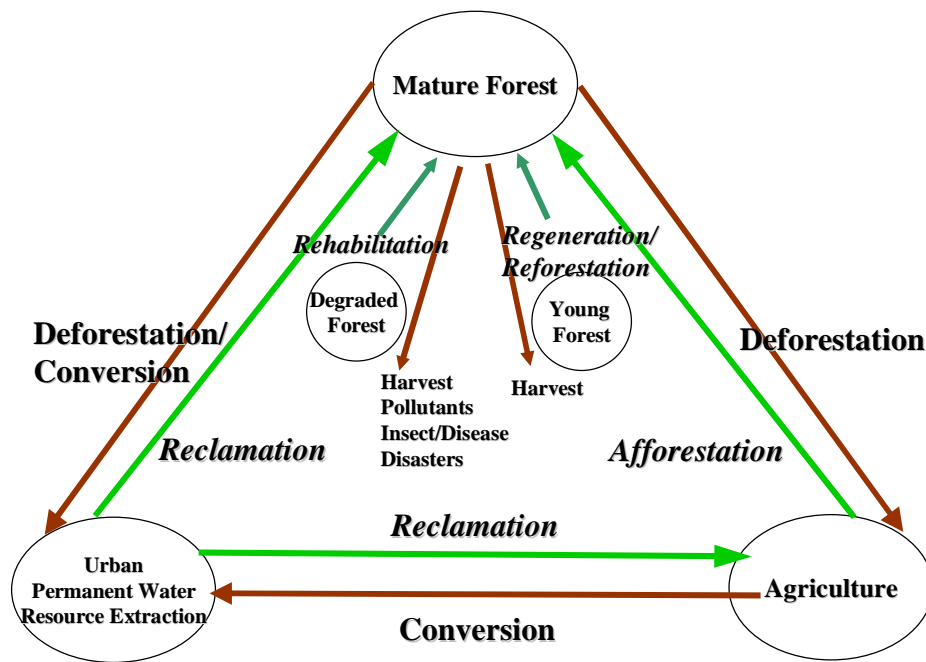 Mature Forest
Rehabilitation
Regeneration/
Reforestation
Degraded
Forest
Young
Forest
Deforestation/
Conversion
Deforestation
Harvest
Pollutants
Insect/Disease
Disasters
Harvest
Reclamation
Afforestation
Reclamation
Urban
Permanent Water
Resource Extraction
Agriculture
Conversion